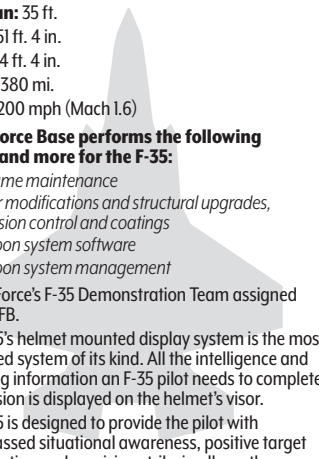 an: 35 ft.
51 ft. 4 in.
4 ft. 4 in.
380 mi.
200 mph (Mach 1.6)
orce Base performs the following
and more for the F-35:
me maintenance
r modifications and structural upgrades,
sion control and coatings
pon system software
pon system management
Force's F-35 Demonstration Team assigned
FB.
5's helmet mounted display system is the mos
ed system of its kind. All the intelligence and
g information an F-35 pilot needs to complete
sion is displayed on the helmet's visor.
5 is designed to provide the pilot with
assed situational awareness, positive target